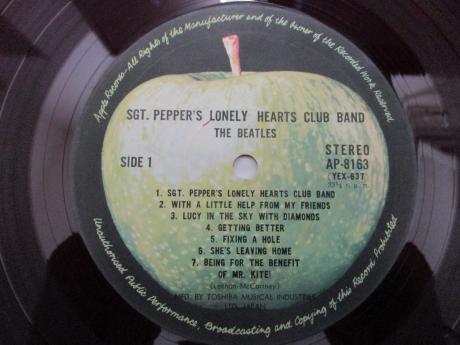 Apple Records—All Rights of the Manufacturer and of the Owner of the Recorded Work Reserved
SGT. PEPPER'S LONELY HEARTS CLUB BAND
THE BEATLES
SIDE 1
STEREO
AP-8163
(YEX-637)
33⅓ r. p. m.
1. SGT. PEPPER'S LONELY HEARTS CLUB BAND
2. WITH A LITTLE HELP FROM MY FRIENDS
3. LUCY IN THE SKY WITH DIAMONDS
4. GETTING BETTER
5. FIXING A HOLE
6. SHE'S LEAVING HOME
7. BEING FOR THE BENEFIT
OF MR. KITE!
(Lennon-McCartney)
MFD. BY TOSHIBA MUSICAL INDUSTRIES
LTD. JAPAN
Unauthorised Public Performance, Broadcasting and Copying of this Record Prohibited